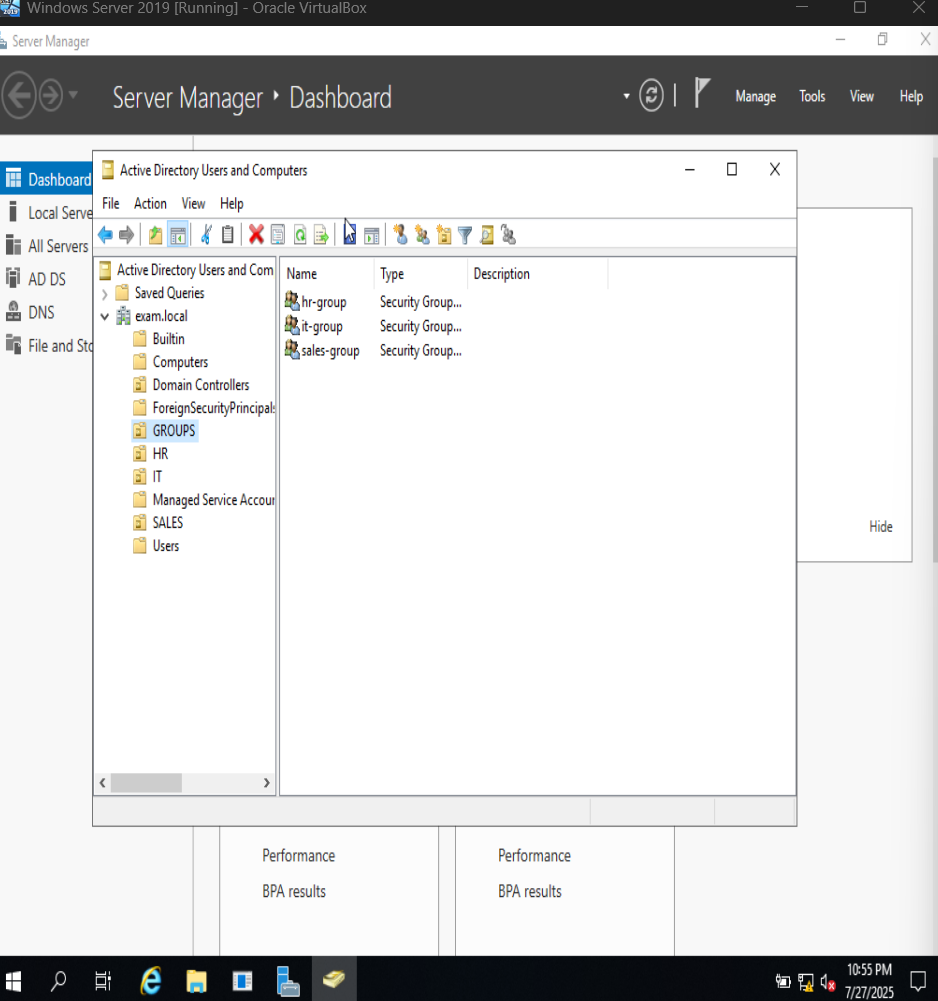 Windows Server 2019 [Running] - Oracle VirtualBox
Server Manager
Server Manager ‣ Dashboard
Manage Tools View Help
Dashboard
Local Serve
All Servers
AD DS
DNS
File and Sto
Active Directory Users and Computers
File Action View Help
Active Directory Users and Com
Saved Queries
exam.local
Builtin
Computers
Domain Controllers
ForeignSecurityPrincipals
GROUPS
HR
IT
Managed Service Accour
SALES
Users
Name Type Description
hr-group Security Group...
it-group Security Group...
sales-group Security Group...
Hide
Performance
BPA results
Performance
BPA results
10:55 PM
7/27/2025